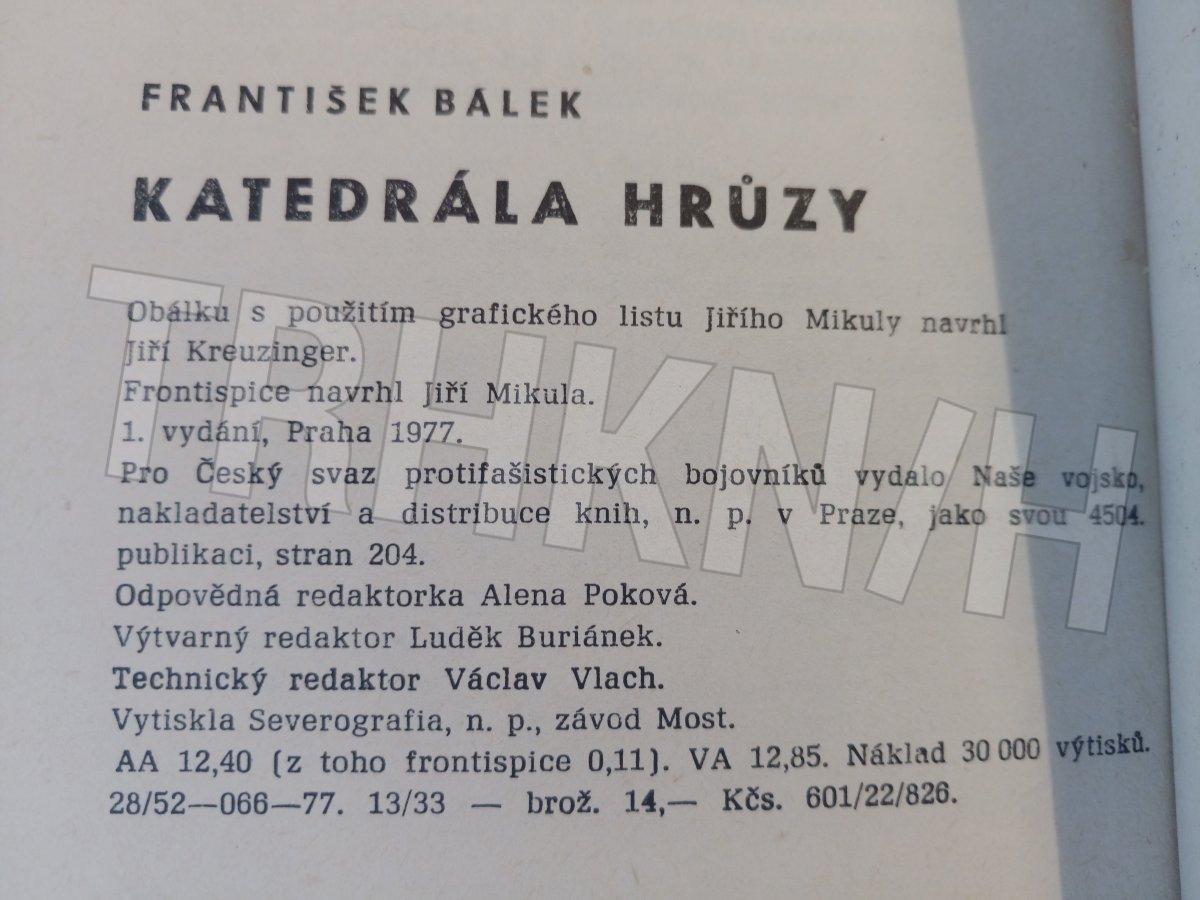 FRANTIŠEK BÁLEK
KATEDRÁLA HRŮZY
Obálku s použitím grafického listu Jiřího Mikuly navrhl
Jiří Kreuzinger.
Frontispice navrhl Jiří Mikula.
1. vydání, Praha 1977.
Pro Český svaz protifašistických bojovníků vydalo Naše vojsko,
nakladatelství a distribuce knih, n. p. v Praze, jako svou 4504.
publikaci, stran 204.
Odpovědná redaktorka Alena Poková.
Výtvarný redaktor Luděk Buriánek.
Technický redaktor Václav Vlach.
Vytiskla Severografia, n. p., závod Most.
AA 12,40 (z toho frontispice 0,11). VA 12,85. Náklad 30 000 výtisků.
28/52—066—77. 13/33 — brož. 14,— Kčs. 601/22/826.
TRHKNIH